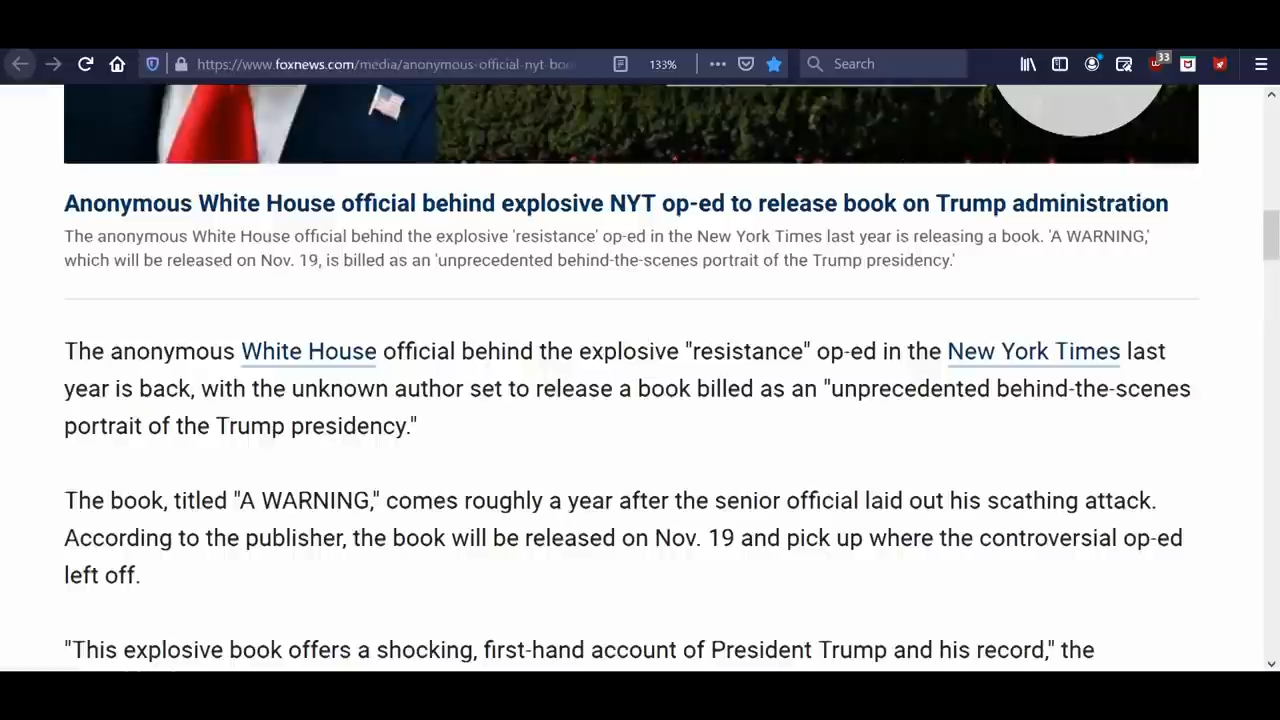 https://www.foxnews.com/media/anonymous-official-nyt-boo
133%
Search
33
Anonymous White House official behind explosive NYT op-ed to release book on Trump administration
The anonymous White House official behind the explosive 'resistance' op-ed in the New York Times last year is releasing a book. 'A WARNING,'
which will be released on Nov. 19, is billed as an 'unprecedented behind-the-scenes portrait of the Trump presidency.'
The anonymous White House official behind the explosive "resistance" op-ed in the New York Times last
year is back, with the unknown author set to release a book billed as an "unprecedented behind-the-scenes
portrait of the Trump presidency."
The book, titled "A WARNING," comes roughly a year after the senior official laid out his scathing attack.
According to the publisher, the book will be released on Nov. 19 and pick up where the controversial op-ed
left off.
"This explosive book offers a shocking, first-hand account of President Trump and his record," the